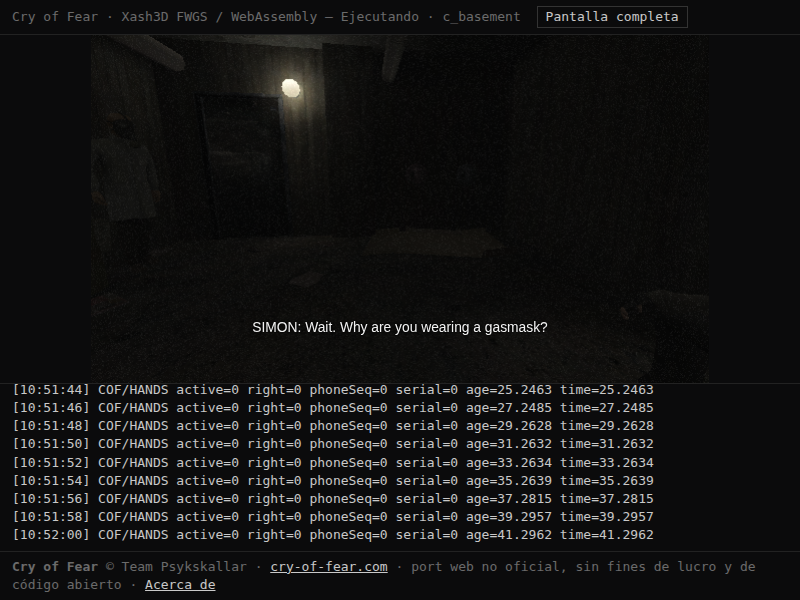 Cry of Fear · Xash3D FWGS / WebAssembly — Ejecutando · c_basement
Pantalla completa
SIMON: Wait. Why are you wearing a gasmask?
[10:51:44] COF/HANDS active=0 right=0 phoneSeq=0 serial=0 age=25.2463 time=25.2463
[10:51:46] COF/HANDS active=0 right=0 phoneSeq=0 serial=0 age=27.2485 time=27.2485
[10:51:48] COF/HANDS active=0 right=0 phoneSeq=0 serial=0 age=29.2628 time=29.2628
[10:51:50] COF/HANDS active=0 right=0 phoneSeq=0 serial=0 age=31.2632 time=31.2632
[10:51:52] COF/HANDS active=0 right=0 phoneSeq=0 serial=0 age=33.2634 time=33.2634
[10:51:54] COF/HANDS active=0 right=0 phoneSeq=0 serial=0 age=35.2639 time=35.2639
[10:51:56] COF/HANDS active=0 right=0 phoneSeq=0 serial=0 age=37.2815 time=37.2815
[10:51:58] COF/HANDS active=0 right=0 phoneSeq=0 serial=0 age=39.2957 time=39.2957
[10:52:00] COF/HANDS active=0 right=0 phoneSeq=0 serial=0 age=41.2962 time=41.2962
Cry of Fear © Team Psykskallar · cry-of-fear.com · port web no oficial, sin fines de lucro y de
código abierto · Acerca de